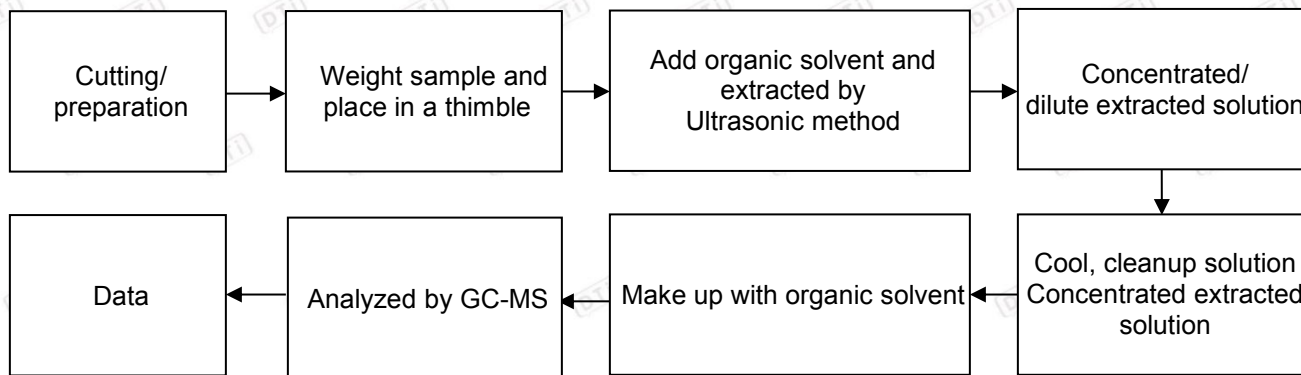 Cutting/
preparation
Weight sample and
place in a thimble
Add organic solvent and
extracted by
Ultrasonic method
Concentrated/
dilute extracted solution
Cool, cleanup solution
Concentrated extracted
solution
Make up with organic solvent
Analyzed by GC-MS
Data